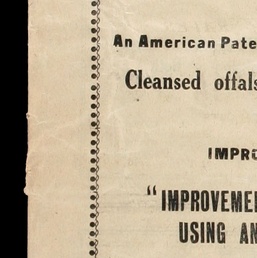 An American Pate
Cleansed offals
IMPRO
"IMPROVEME
USING AN